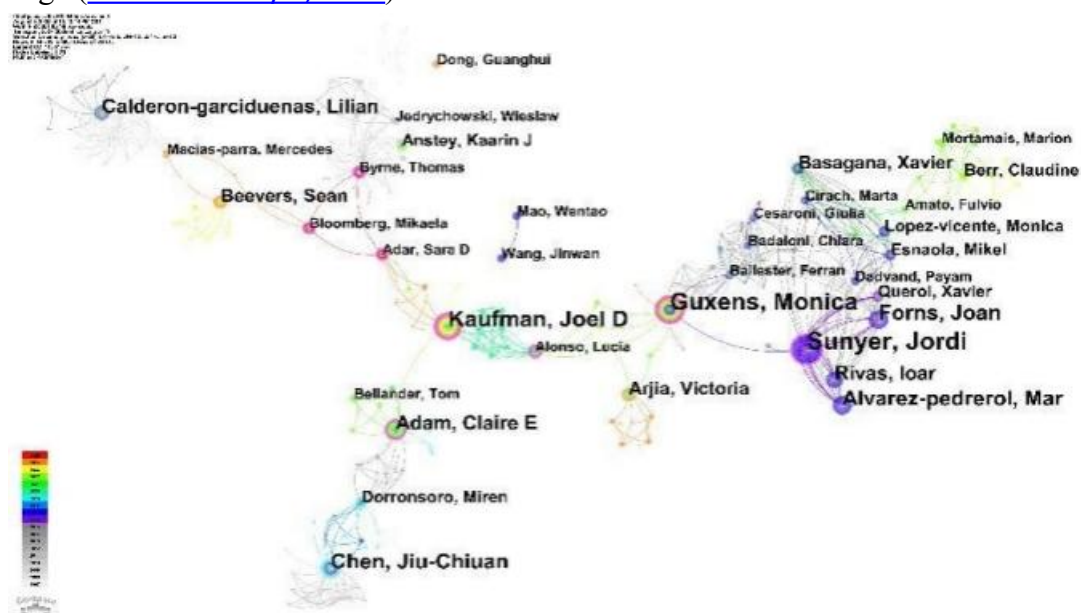 Dong, Guanghui
Calderon-garciduenas, Lilian
Jedrychowski, Wieslaw
Mortamais, Marion
Anstey, Kaarin J
Macias-parra, Mercedes
Byrne, Thomas
Basagana, Xavier
Berr, Claudine
Beevers, Sean
Cirach, Marta
Amato, Fulvio
Mao, Wentao
Cesaroni, Giulia
Bloomberg, Mikaela
Lopez-vicente, Monica
Badaloni, Chiara
Adar, Sara D
Wang, Jinwan
Esnaola, Mikel
Ballester, Ferran
Dadvand, Payam
Querol, Xavier
Guxens, Monica
Forns, Joan
Kaufman, Joel D
Sunyer, Jordi
Alonso, Lucia
Rivas, Ioar
Arjia, Victoria
Bellander, Tom
Alvarez-pedrerol, Mar
Adam, Claire E
Dorronsoro, Miren
Chen, Jiu-Chiuan